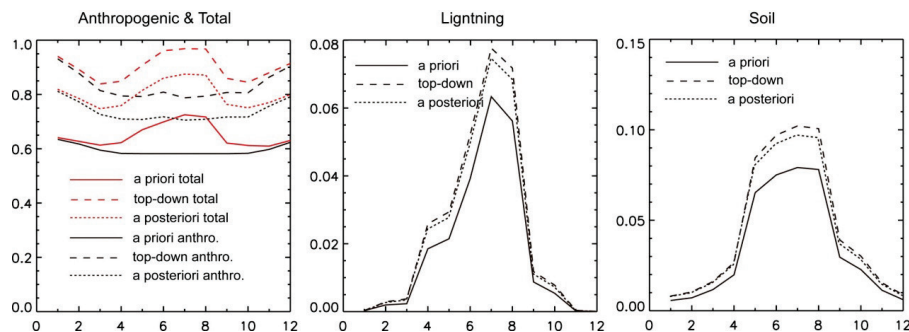 Anthropogenic & Total
Ligntning
Soil
1.0
0.8
0.6
0.4
0.2
0.0
0 2 4 6 8 10 12
a priori total
top-down total
a posteriori total
a priori anthro.
top-down anthro.
a posteriori anthro.
0.08
0.06
0.04
0.02
0.00
0 2 4 6 8 10 12
a priori
top-down
a posteriori
0.15
0.10
0.05
0.00
0 2 4 6 8 10 12
a priori
top-down
a posteriori